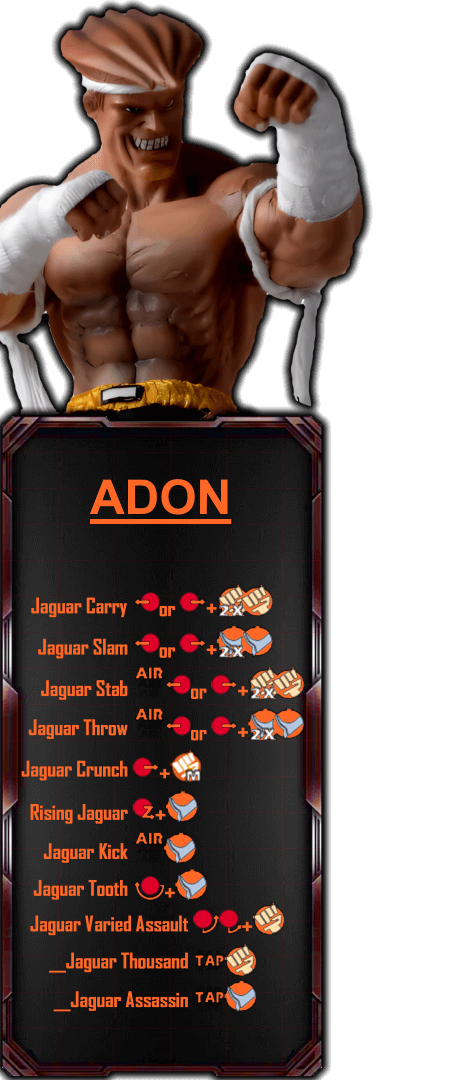 ADON
Jaguar Carry or + 2X
Jaguar Slam or + 2X
Jaguar Stab AIR or + 2X
Jaguar Throw AIR or + 2X
Jaguar Crunch + M
Rising Jaguar Z +
Jaguar Kick AIR
Jaguar Tooth +
Jaguar Varied Assault +
__Jaguar Thousand TAP
__Jaguar Assassin TAP